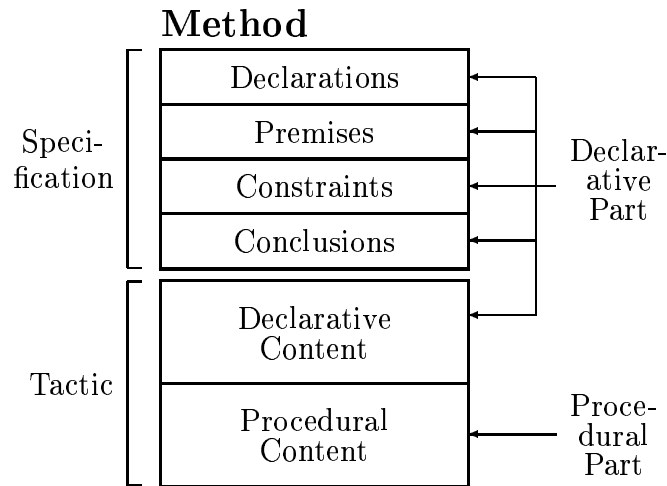 Method
Declarations
Premises
Constraints
Conclusions
Speci-
fication
Declar-
ative
Part
Declarative
Content
Tactic
Procedural
Content
Proce-
dural
Part